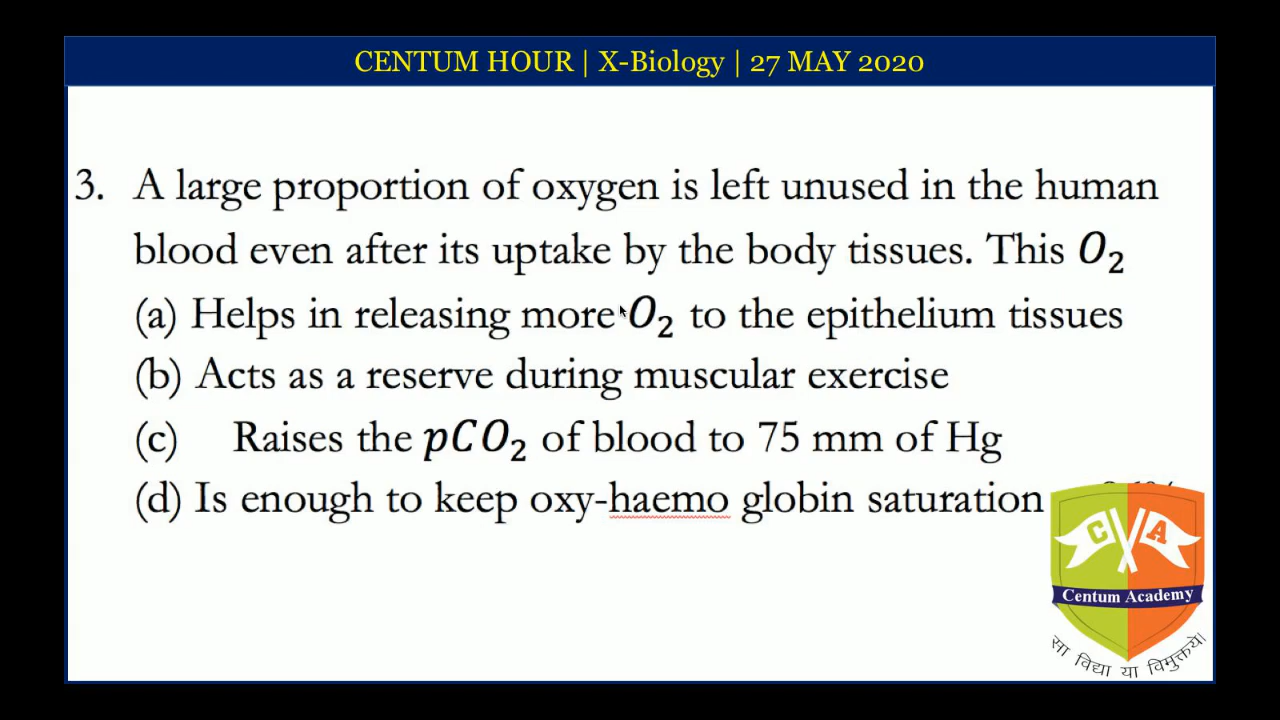 CENTUM HOUR | X-Biology | 27 MAY 2020
3. A large proportion of oxygen is left unused in the human
blood even after its uptake by the body tissues. This O₂
(a) Helps in releasing more O₂ to the epithelium tissues
(b) Acts as a reserve during muscular exercise
(c) Raises the pCO₂ of blood to 75 mm of Hg
(d) Is enough to keep oxy-haemo globin saturation
C A
Centum Academy
सा विद्या या विमुक्तये।